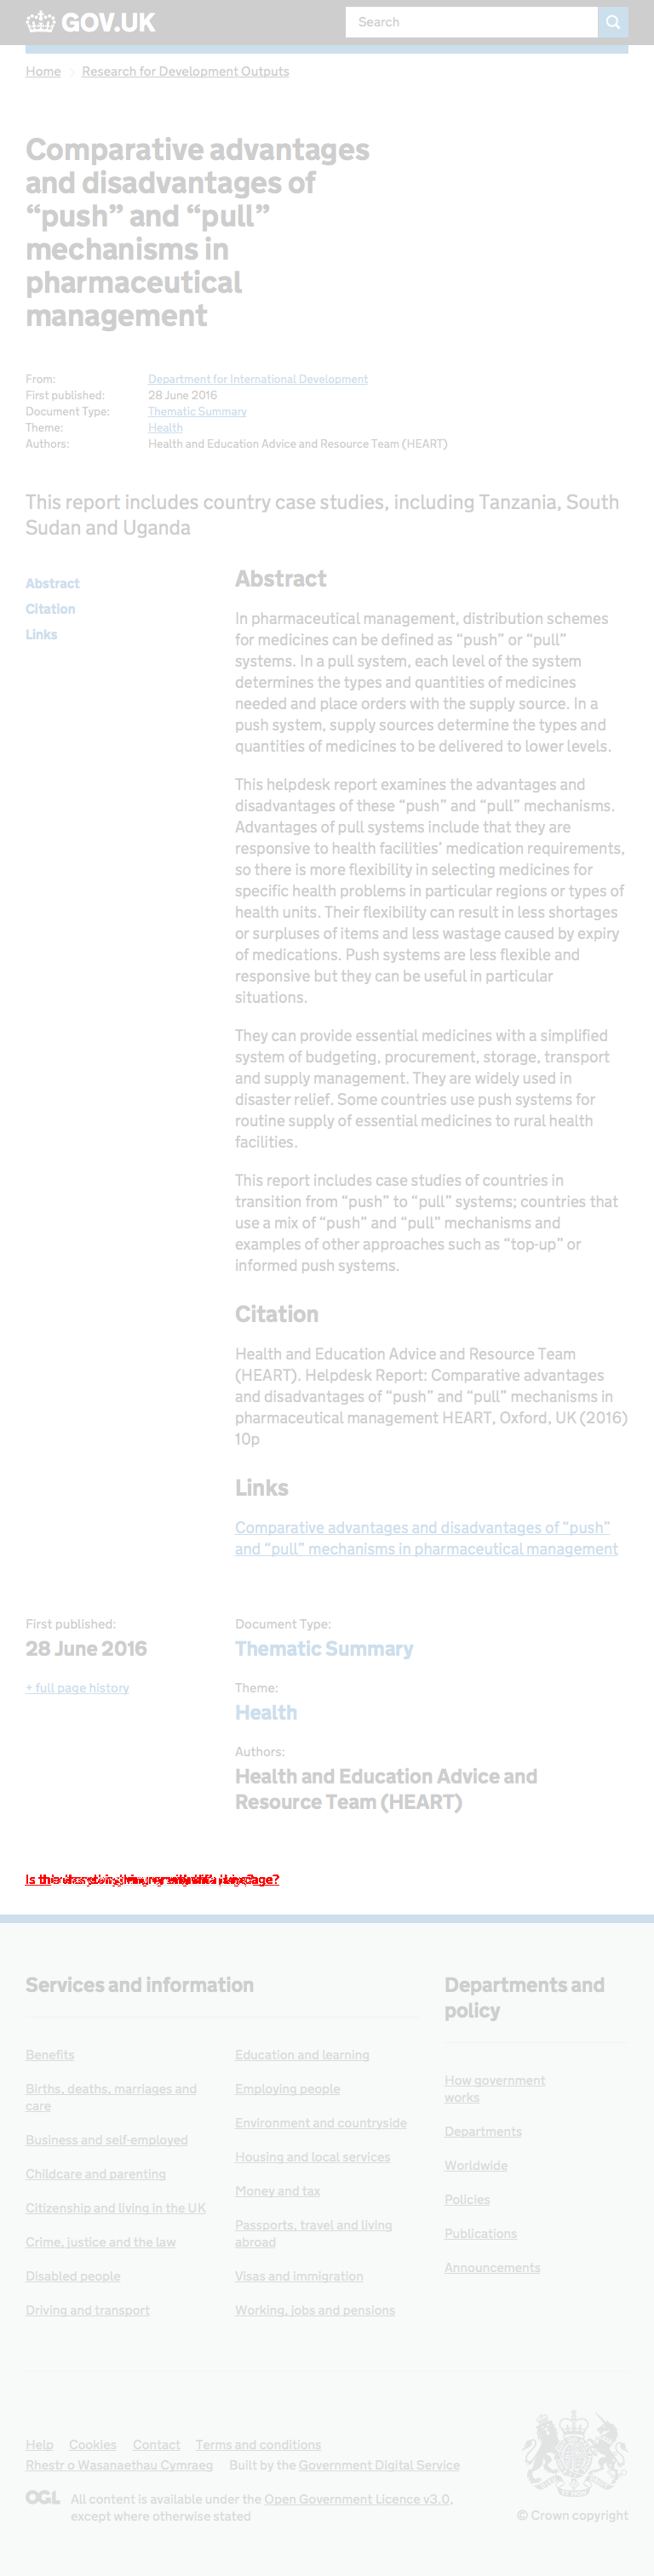 GOV.UK
Search
Home
Research for Development Outputs
Comparative advantages
and disadvantages of
“push” and “pull”
mechanisms in
pharmaceutical
management
From: Department for International Development
First published: 28 June 2016
Document Type: Thematic Summary
Theme: Health
Authors: Health and Education Advice and Resource Team (HEART)
This report includes country case studies, including Tanzania, South
Sudan and Uganda
Abstract
Citation
Links
Abstract
In pharmaceutical management, distribution schemes
for medicines can be defined as “push” or “pull”
systems. In a pull system, each level of the system
determines the types and quantities of medicines
needed and place orders with the supply source. In a
push system, supply sources determine the types and
quantities of medicines to be delivered to lower levels.
This helpdesk report examines the advantages and
disadvantages of these “push” and “pull” mechanisms.
Advantages of pull systems include that they are
responsive to health facilities’ medication requirements,
so there is more flexibility in selecting medicines for
specific health problems in particular regions or types of
health units. Their flexibility can result in less shortages
or surpluses of items and less wastage caused by expiry
of medications. Push systems are less flexible and
responsive but they can be useful in particular
situations.
They can provide essential medicines with a simplified
system of budgeting, procurement, storage, transport
and supply management. They are widely used in
disaster relief. Some countries use push systems for
routine supply of essential medicines to rural health
facilities.
This report includes case studies of countries in
transition from “push” to “pull” systems; countries that
use a mix of “push” and “pull” mechanisms and
examples of other approaches such as “top-up” or
informed push systems.
Citation
Health and Education Advice and Resource Team
(HEART). Helpdesk Report: Comparative advantages
and disadvantages of “push” and “pull” mechanisms in
pharmaceutical management HEART, Oxford, UK (2016)
10p
Links
Comparative advantages and disadvantages of “push”
and “pull” mechanisms in pharmaceutical management
First published:
28 June 2016
+ full page history
Document Type:
Thematic Summary
Theme:
Health
Authors:
Health and Education Advice and
Resource Team (HEART)
Services and information
Benefits
Births, deaths, marriages and
care
Business and self-employed
Childcare and parenting
Citizenship and living in the UK
Crime, justice and the law
Disabled people
Driving and transport
Education and learning
Employing people
Environment and countryside
Housing and local services
Money and tax
Passports, travel and living
abroad
Visas and immigration
Working, jobs and pensions
Departments and
policy
How government
works
Departments
Worldwide
Policies
Publications
Announcements
Help Cookies Contact Terms and conditions
Rhestr o Wasanaethau Cymraeg Built by the Government Digital Service
OGL All content is available under the Open Government Licence v3.0,
except where otherwise stated
© Crown copyright